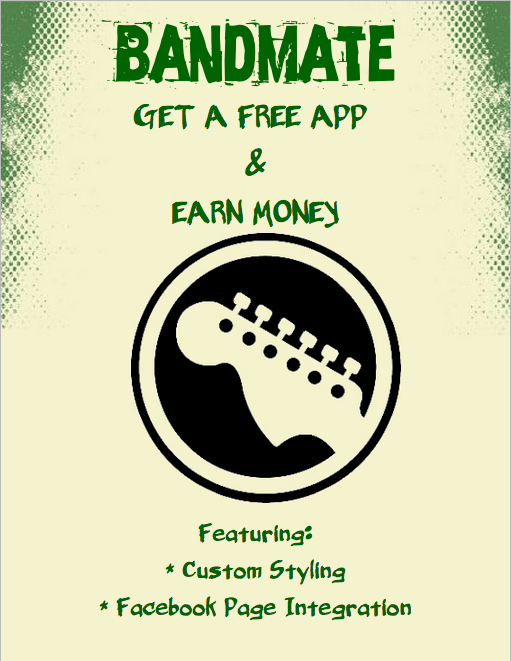 BANDMATE
GET A FREE APP
&
EARN MONEY
Featuring:
* Custom Styling
* Facebook Page Integration